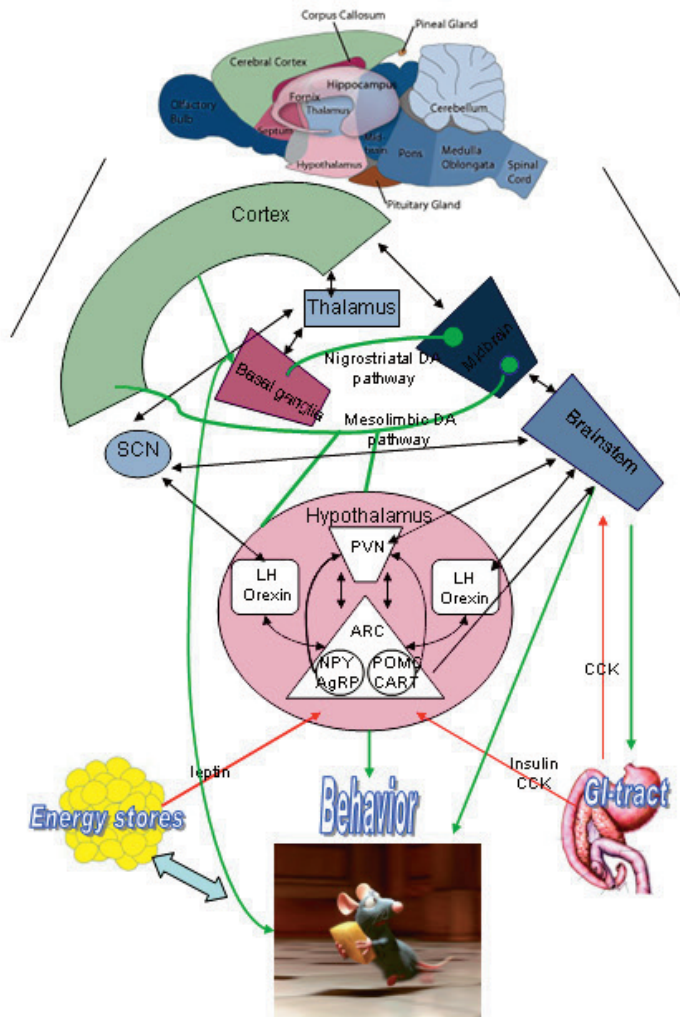 Corpus Callosum
Pineal Gland
Cerebral Cortex
Hippocampus
Fornix
Thalamus
Olfactory
Bulb
Cerebellum
Septum
Mid-
brain
Pons
Medulla
Oblongata
Spinal
Cord
Hypothalamus
Pituitary Gland
Cortex
Thalamus
Midbrain
Basal ganglia
Nigrostriatal DA
pathway
Mesolimbic DA
pathway
SCN
Brainstem
Hypothalamus
PVN
LH
Orexin
LH
Orexin
ARC
NPY
AgRP
POMC
CART
CCK
leptin
Insulin
CCK
Energy stores
Behavior
GI-tract